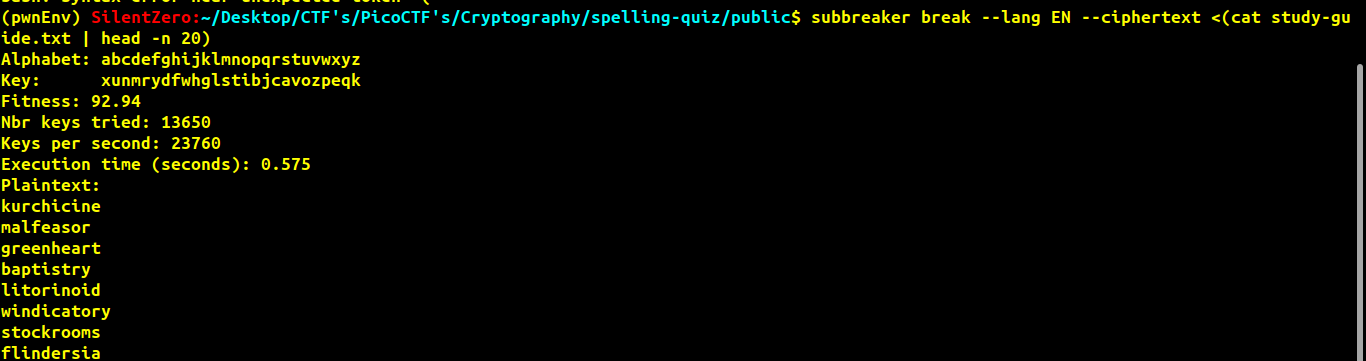 (pwnEnv) SilentZero:~/Desktop/CTF's/PicoCTF's/Cryptography/spelling-quiz/public$ subbreaker break --lang EN --ciphertext <(cat study-gu
ide.txt | head -n 20)
Alphabet: abcdefghijklmnopqrstuvwxyz
Key:      xunmrydfwhglstibjcavozpeqk
Fitness: 92.94
Nbr keys tried: 13650
Keys per second: 23760
Execution time (seconds): 0.575
Plaintext:
kurchicine
malfeasor
greenheart
baptistry
litorinoid
windicatory
stockrooms
flindersia